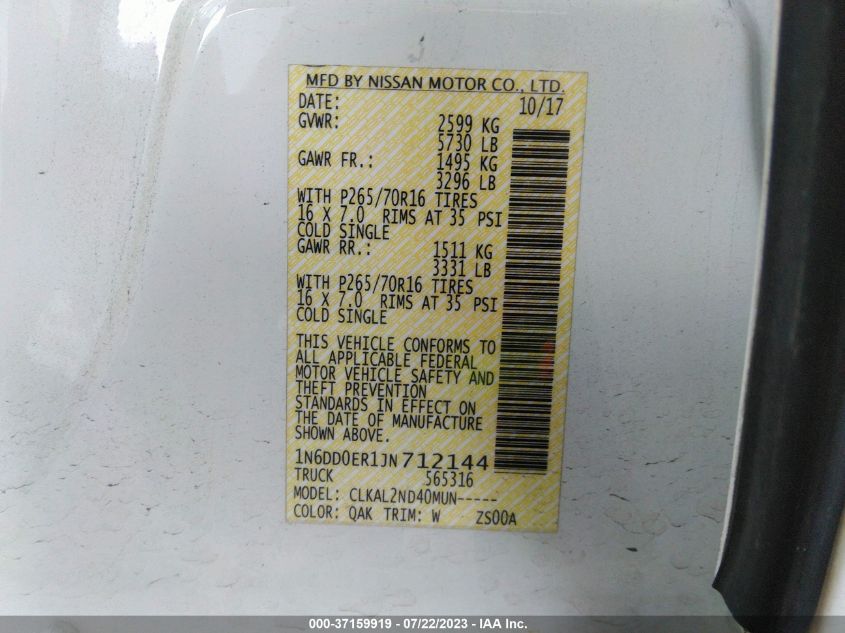 MFD BY NISSAN MOTOR CO., LTD.
DATE: 10/17
GVWR: 2599 KG
5730 LB
GAWR FR.: 1495 KG
3296 LB
WITH P265/70R16 TIRES
16 X 7.0 RIMS AT 35 PSI
COLD SINGLE
GAWR RR.: 1511 KG
3331 LB
WITH P265/70R16 TIRES
16 X 7.0 RIMS AT 35 PSI
COLD SINGLE
THIS VEHICLE CONFORMS TO
ALL APPLICABLE FEDERAL
MOTOR VEHICLE SAFETY AND
THEFT PREVENTION
STANDARDS IN EFFECT ON
THE DATE OF MANUFACTURE
SHOWN ABOVE.
1N6DD0ER1JN712144
TRUCK 565316
MODEL: CLKAL2ND40MUN-----
COLOR: QAK TRIM: W ZS00A
000-37159919 - 07/22/2023 - IAA Inc.